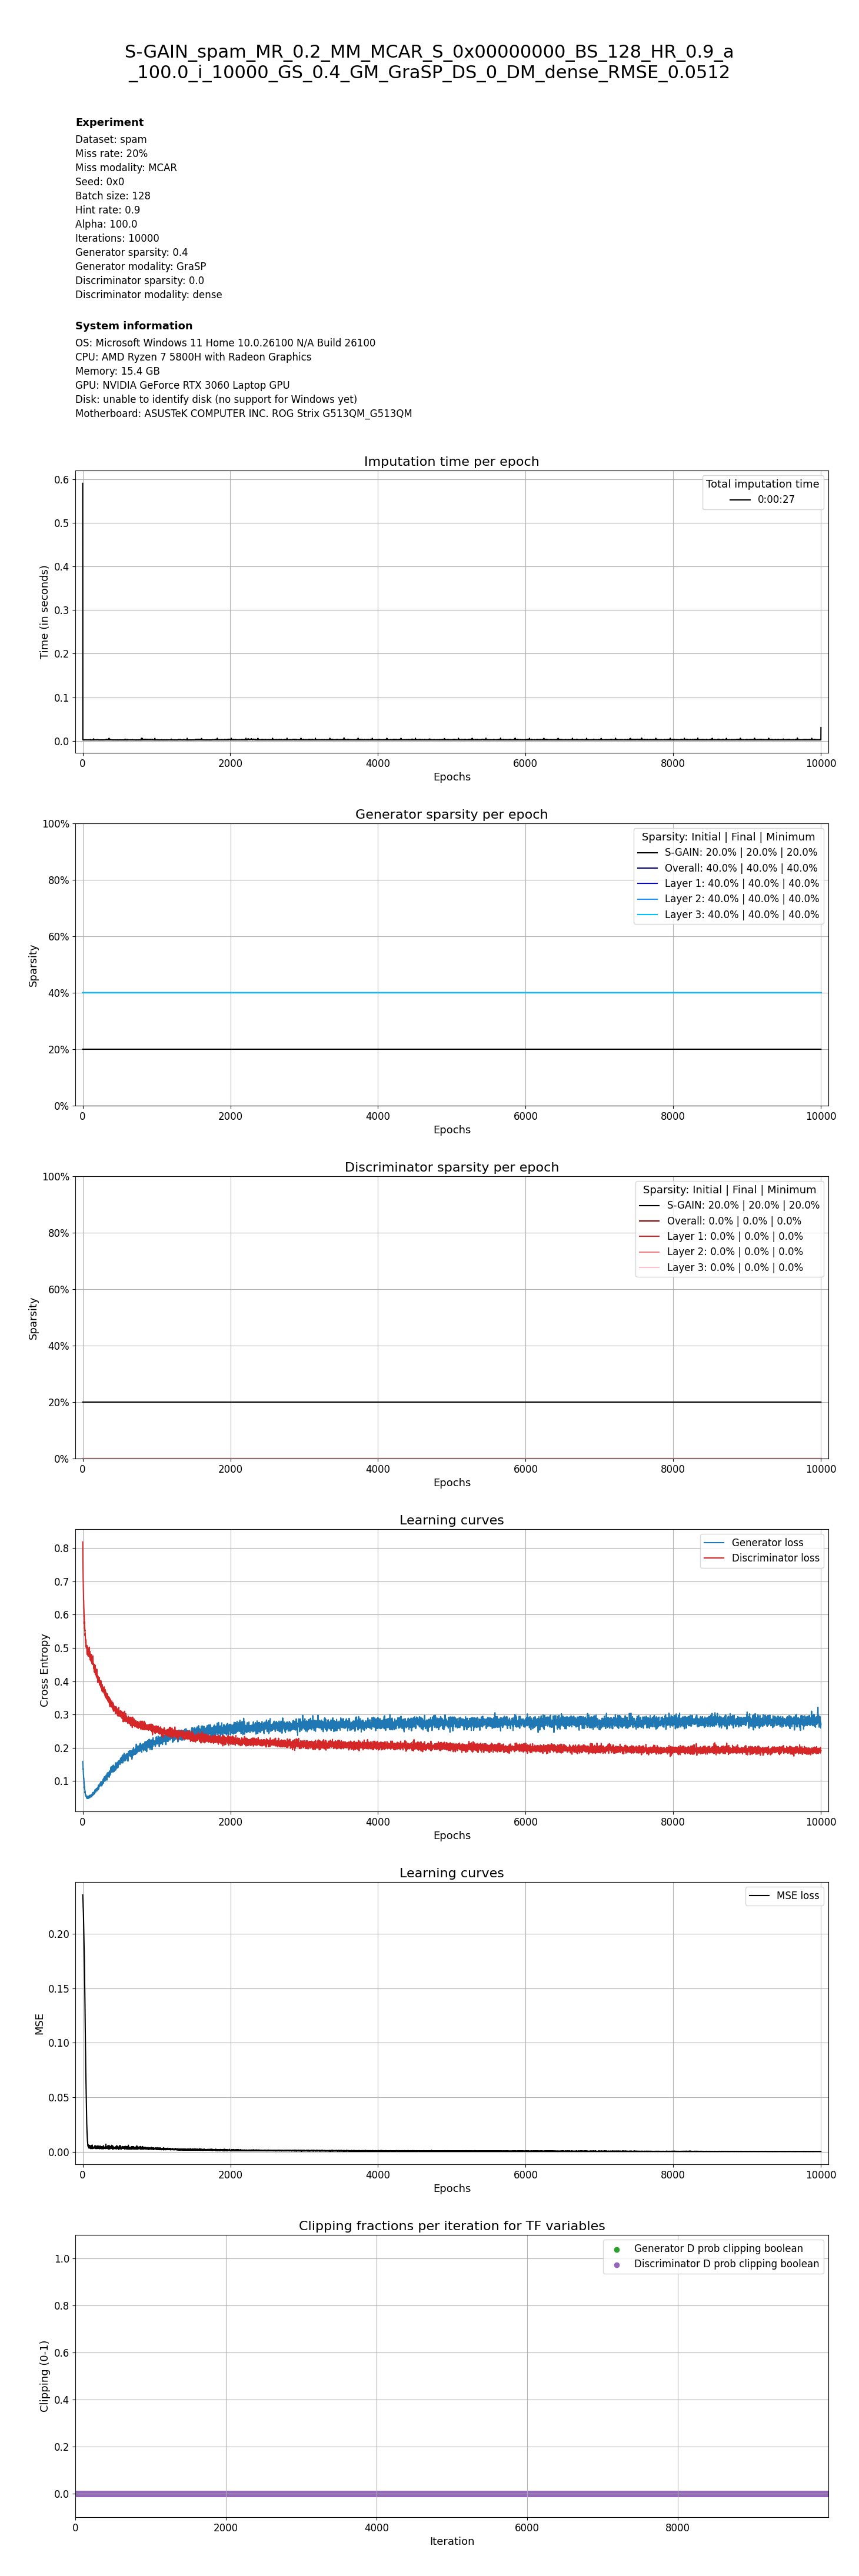 S-GAIN_spam_MR_0.2_MM_MCAR_S_0x00000000_BS_128_HR_0.9_a
_100.0_i_10000_GS_0.4_GM_GraSP_DS_0_DM_dense_RMSE_0.0512
Experiment
Dataset: spam
Miss rate: 20%
Miss modality: MCAR
Seed: 0x0
Batch size: 128
Hint rate: 0.9
Alpha: 100.0
Iterations: 10000
Generator sparsity: 0.4
Generator modality: GraSP
Discriminator sparsity: 0.0
Discriminator modality: dense
System information
OS: Microsoft Windows 11 Home 10.0.26100 N/A Build 26100
CPU: AMD Ryzen 7 5800H with Radeon Graphics
Memory: 15.4 GB
GPU: NVIDIA GeForce RTX 3060 Laptop GPU
Disk: unable to identify disk (no support for Windows yet)
Motherboard: ASUSTeK COMPUTER INC. ROG Strix G513QM_G513QM
Imputation time per epoch
Total imputation time
0:00:27
Time (in seconds)
0.6
0.5
0.4
0.3
0.2
0.1
0.0
0 2000 4000 6000 8000 10000
Epochs
Generator sparsity per epoch
Sparsity: Initial | Final | Minimum
S-GAIN: 20.0% | 20.0% | 20.0%
Overall: 40.0% | 40.0% | 40.0%
Layer 1: 40.0% | 40.0% | 40.0%
Layer 2: 40.0% | 40.0% | 40.0%
Layer 3: 40.0% | 40.0% | 40.0%
Sparsity
100%
80%
60%
40%
20%
0%
0 2000 4000 6000 8000 10000
Epochs
Discriminator sparsity per epoch
Sparsity: Initial | Final | Minimum
S-GAIN: 20.0% | 20.0% | 20.0%
Overall: 0.0% | 0.0% | 0.0%
Layer 1: 0.0% | 0.0% | 0.0%
Layer 2: 0.0% | 0.0% | 0.0%
Layer 3: 0.0% | 0.0% | 0.0%
Sparsity
100%
80%
60%
40%
20%
0%
0 2000 4000 6000 8000 10000
Epochs
Learning curves
Generator loss
Discriminator loss
Cross Entropy
0.8
0.7
0.6
0.5
0.4
0.3
0.2
0.1
0 2000 4000 6000 8000 10000
Epochs
Learning curves
MSE loss
MSE
0.20
0.15
0.10
0.05
0.00
0 2000 4000 6000 8000 10000
Epochs
Clipping fractions per iteration for TF variables
Generator D prob clipping boolean
Discriminator D prob clipping boolean
Clipping (0-1)
1.0
0.8
0.6
0.4
0.2
0.0
0 2000 4000 6000 8000
Iteration